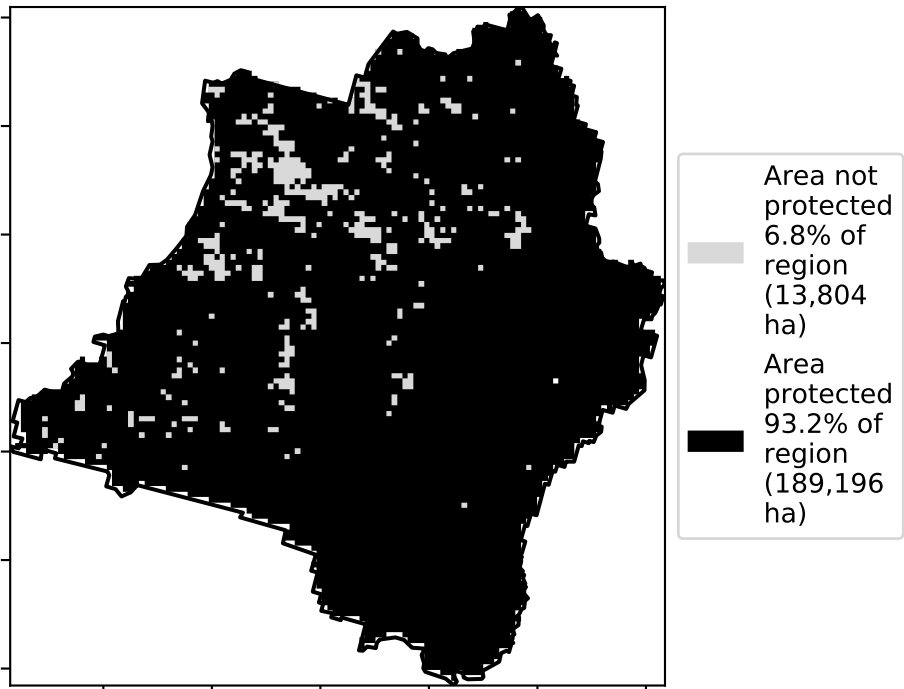 Area not
protected
6.8% of
region
(13,804
ha)
Area
protected
93.2% of
region
(189,196
ha)